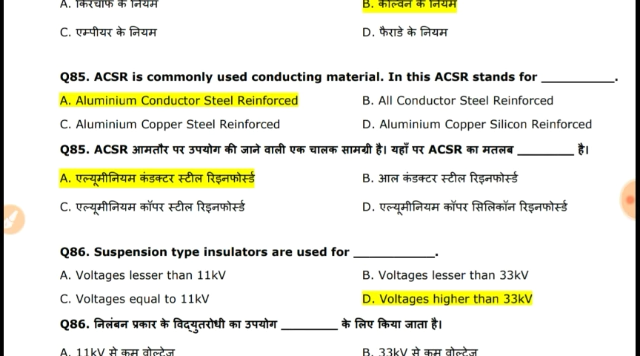 A. किरचॉफ के नियम B. केल्विन के नियम
C. एम्पीयर के नियम D. फैराडे के नियम
Q85. ACSR is commonly used conducting material. In this ACSR stands for __________.
A. Aluminium Conductor Steel Reinforced B. All Conductor Steel Reinforced
C. Aluminium Copper Steel Reinforced D. Aluminium Copper Silicon Reinforced
Q85. ACSR आमतौर पर उपयोग की जाने वाली एक चालक सामग्री है। यहाँ पर ACSR का मतलब ________ है।
A. एल्यूमीनियम कंडक्टर स्टील रिइनफोर्स्ड B. आल कंडक्टर स्टील रिइनफोर्स्ड
C. एल्यूमीनियम कॉपर स्टील रिइनफोर्स्ड D. एल्यूमीनियम कॉपर सिलिकॉन रिइनफोर्स्ड
Q86. Suspension type insulators are used for ___________.
A. Voltages lesser than 11kV B. Voltages lesser than 33kV
C. Voltages equal to 11kV D. Voltages higher than 33kV
Q86. निलंबन प्रकार के विद्युतरोधी का उपयोग ________ के लिए किया जाता है।
A. 11kV से कम वोल्टेज B. 33kV से कम वोल्टेज